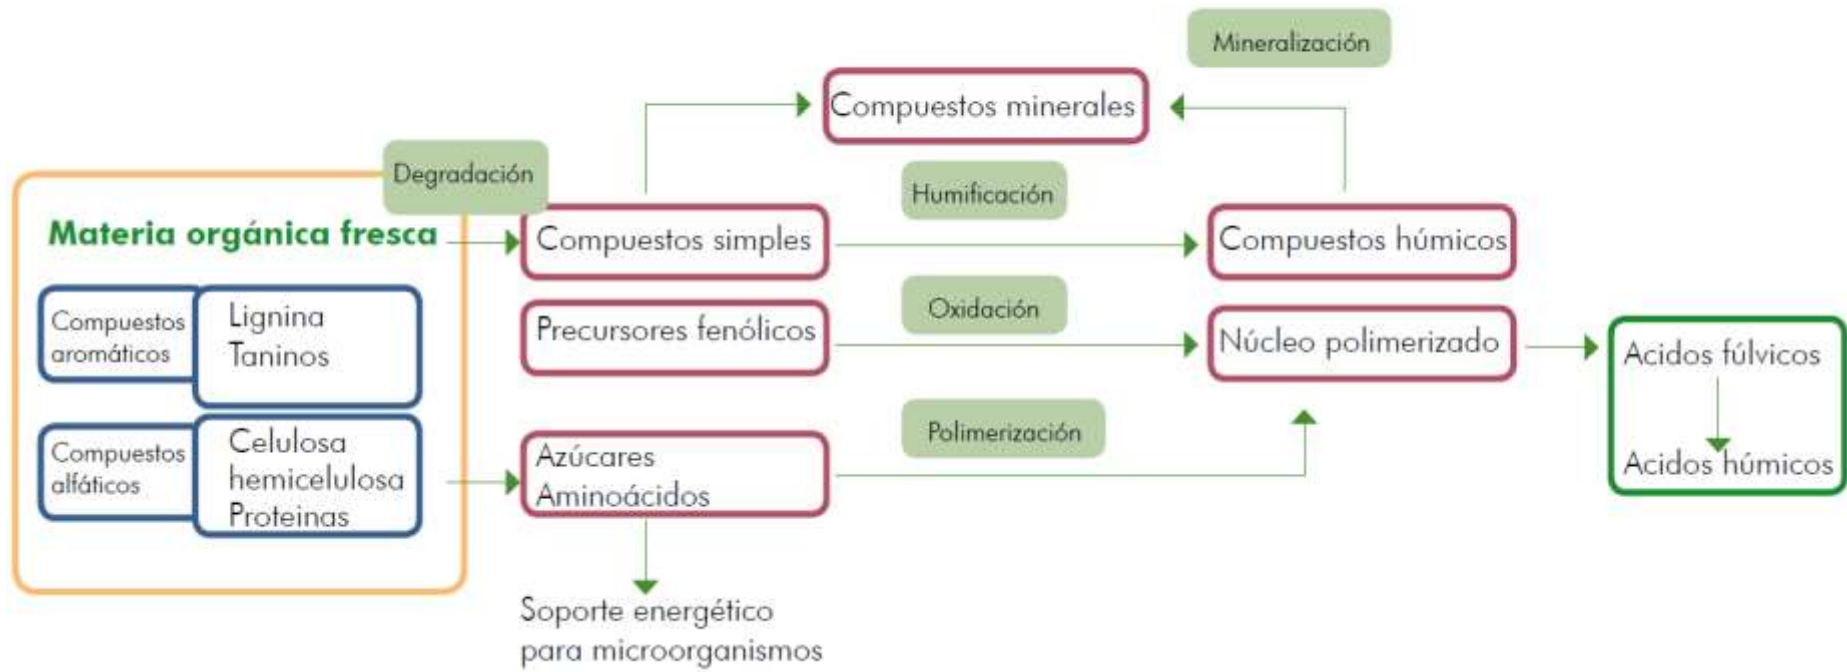 Mineralización
Compuestos minerales
Degradación
Humificación
Materia orgánica fresca
Compuestos simples
Compuestos húmicos
Compuestos
aromáticos
Lignina
Taninos
Precursores fenólicos
Oxidación
Núcleo polimerizado
Acidos fúlvicos
Acidos húmicos
Compuestos
alfáticos
Celulosa
hemicelulosa
Proteinas
Azúcares
Aminoácidos
Polimerización
Soporte energético
para microorganismos